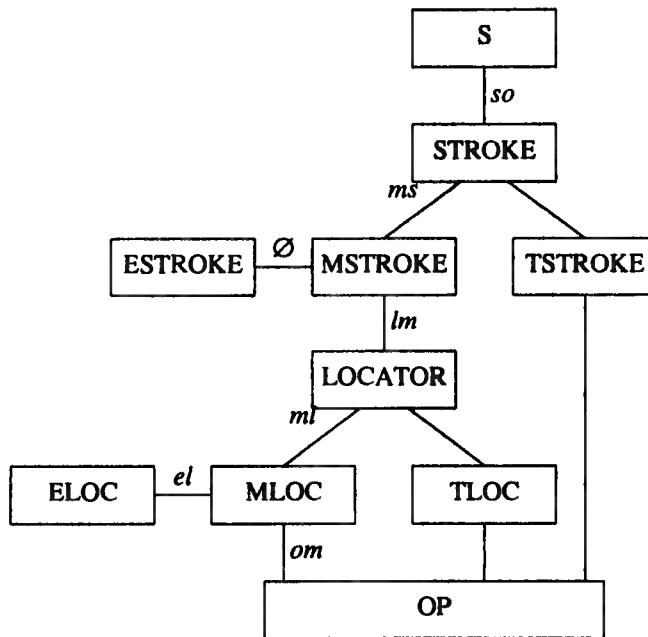 S
so
STROKE
ms
ESTROKE
Ø
MSTROKE
TSTROKE
lm
LOCATOR
ml
ELOC
el
MLOC
TLOC
om
OP